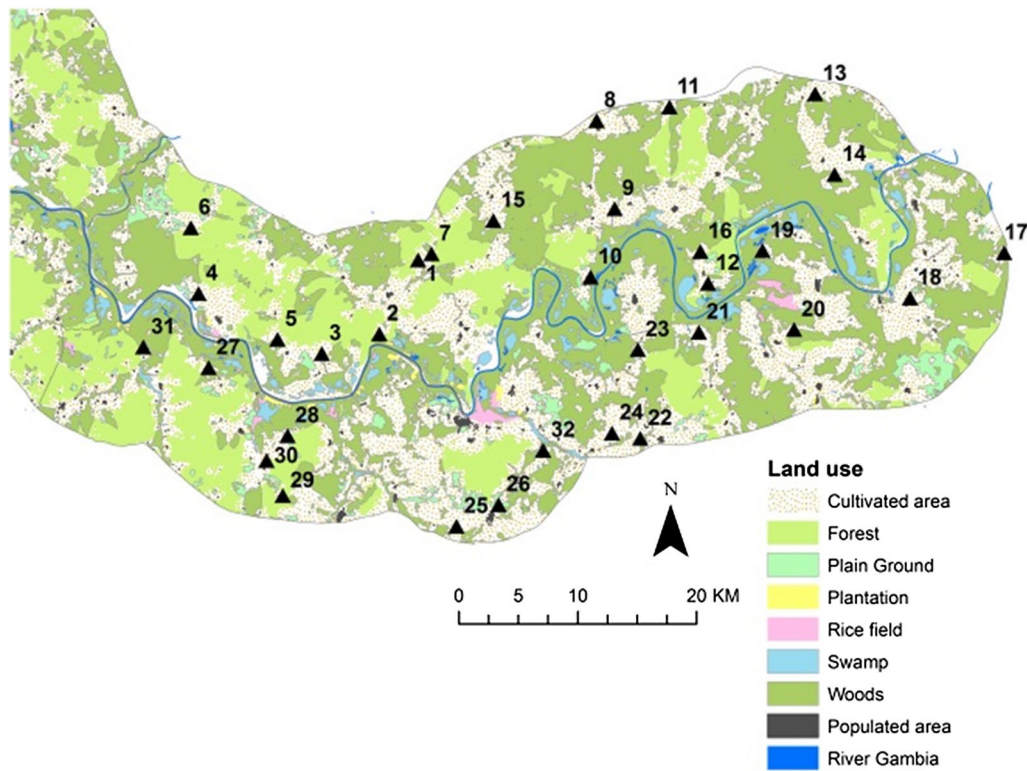 13
11
8
14
9
15
6
7
16
19
17
1
10
12
4
18
2
21
20
5
3
23
31
27
28
24
22
32
30
29
26
25
N
0 5 10 20 KM
Land use
Cultivated area
Forest
Plain Ground
Plantation
Rice field
Swamp
Woods
Populated area
River Gambia